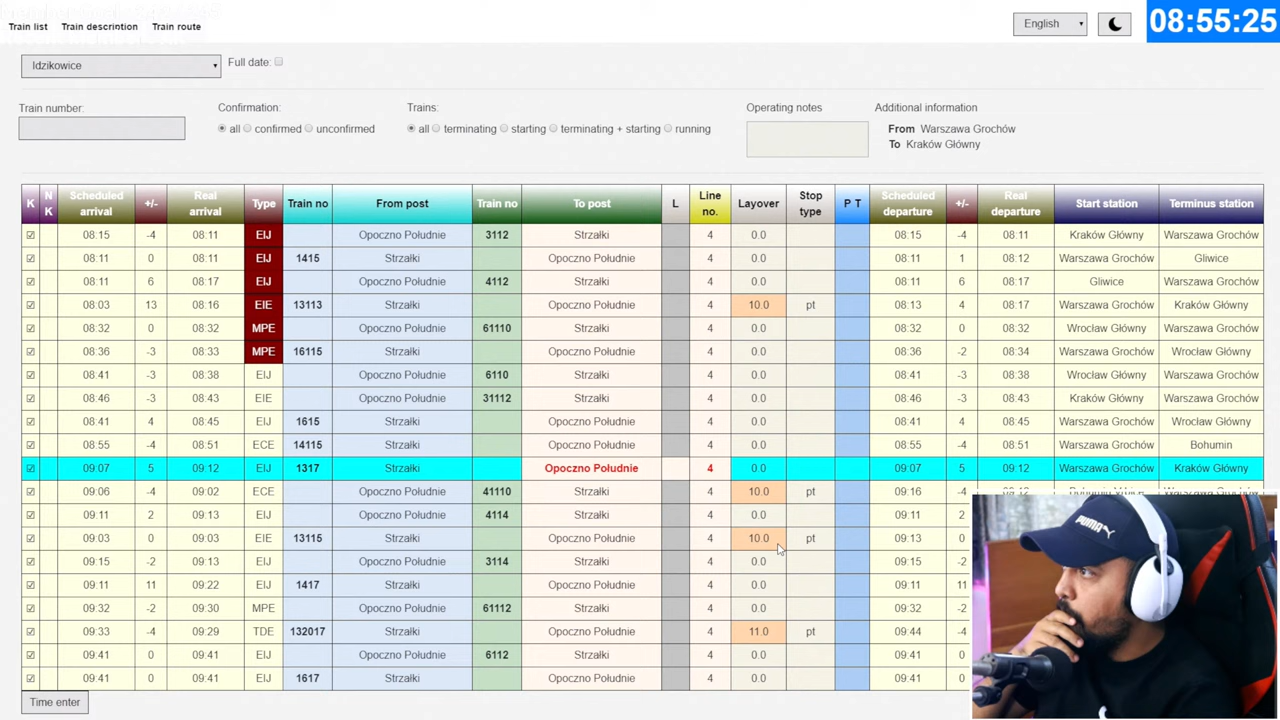 Train list Train description Train route English 08:55:25
Idzikowice Full date:
Train number: Confirmation: Trains: Operating notes Additional information
all confirmed unconfirmed all terminating starting terminating + starting running From Warszawa Grochów
To Kraków Główny
K N K Scheduled arrival +/- Real arrival Type Train no From post Train no To post L Line no. Layover Stop type P T Scheduled departure +/- Real departure Start station Terminus station
08:15 -4 08:11 EIJ Opoczno Południe 3112 Strzałki 4 0.0 08:15 -4 08:11 Kraków Główny Warszawa Grochów
08:11 0 08:11 EIJ 1415 Strzałki Opoczno Południe 4 0.0 08:11 1 08:12 Warszawa Grochów Gliwice
08:11 6 08:17 EIJ Opoczno Południe 4112 Strzałki 4 0.0 08:11 6 08:17 Gliwice Warszawa Grochów
08:03 13 08:16 EIE 13113 Strzałki Opoczno Południe 4 10.0 pt 08:13 4 08:17 Warszawa Grochów Kraków Główny
08:32 0 08:32 MPE Opoczno Południe 61110 Strzałki 4 0.0 08:32 0 08:32 Wrocław Główny Warszawa Grochów
08:36 -3 08:33 MPE 16115 Strzałki Opoczno Południe 4 0.0 08:36 -2 08:34 Warszawa Grochów Wrocław Główny
08:41 -3 08:38 EIJ Opoczno Południe 6110 Strzałki 4 0.0 08:41 -3 08:38 Wrocław Główny Warszawa Grochów
08:46 -3 08:43 EIE Opoczno Południe 31112 Strzałki 4 0.0 08:46 -3 08:43 Kraków Główny Warszawa Grochów
08:41 4 08:45 EIJ 1615 Strzałki Opoczno Południe 4 0.0 08:41 4 08:45 Warszawa Grochów Wrocław Główny
08:55 -4 08:51 ECE 14115 Strzałki Opoczno Południe 4 0.0 08:55 -4 08:51 Warszawa Grochów Bohumin
09:07 5 09:12 EIJ 1317 Strzałki Opoczno Południe 4 0.0 09:07 5 09:12 Warszawa Grochów Kraków Główny
09:06 -4 09:02 ECE Opoczno Południe 41110 Strzałki 4 10.0 pt 09:16 -4
09:11 2 09:13 EIJ Opoczno Południe 4114 Strzałki 4 0.0 09:11 2
09:03 0 09:03 EIE 13115 Strzałki Opoczno Południe 4 10.0 pt 09:13 0
09:15 -2 09:13 EIJ Opoczno Południe 3114 Strzałki 4 0.0 09:15 -2
09:11 11 09:22 EIJ 1417 Strzałki Opoczno Południe 4 0.0 09:11 11
09:32 -2 09:30 MPE Opoczno Południe 61112 Strzałki 4 0.0 09:32 -2
09:33 -4 09:29 TDE 132017 Strzałki Opoczno Południe 4 11.0 pt 09:44 -4
09:41 0 09:41 EIJ Opoczno Południe 6112 Strzałki 4 0.0 09:41 0
09:41 0 09:41 EIJ 1617 Strzałki Opoczno Południe 4 0.0 09:41 0
Time enter
PUMA